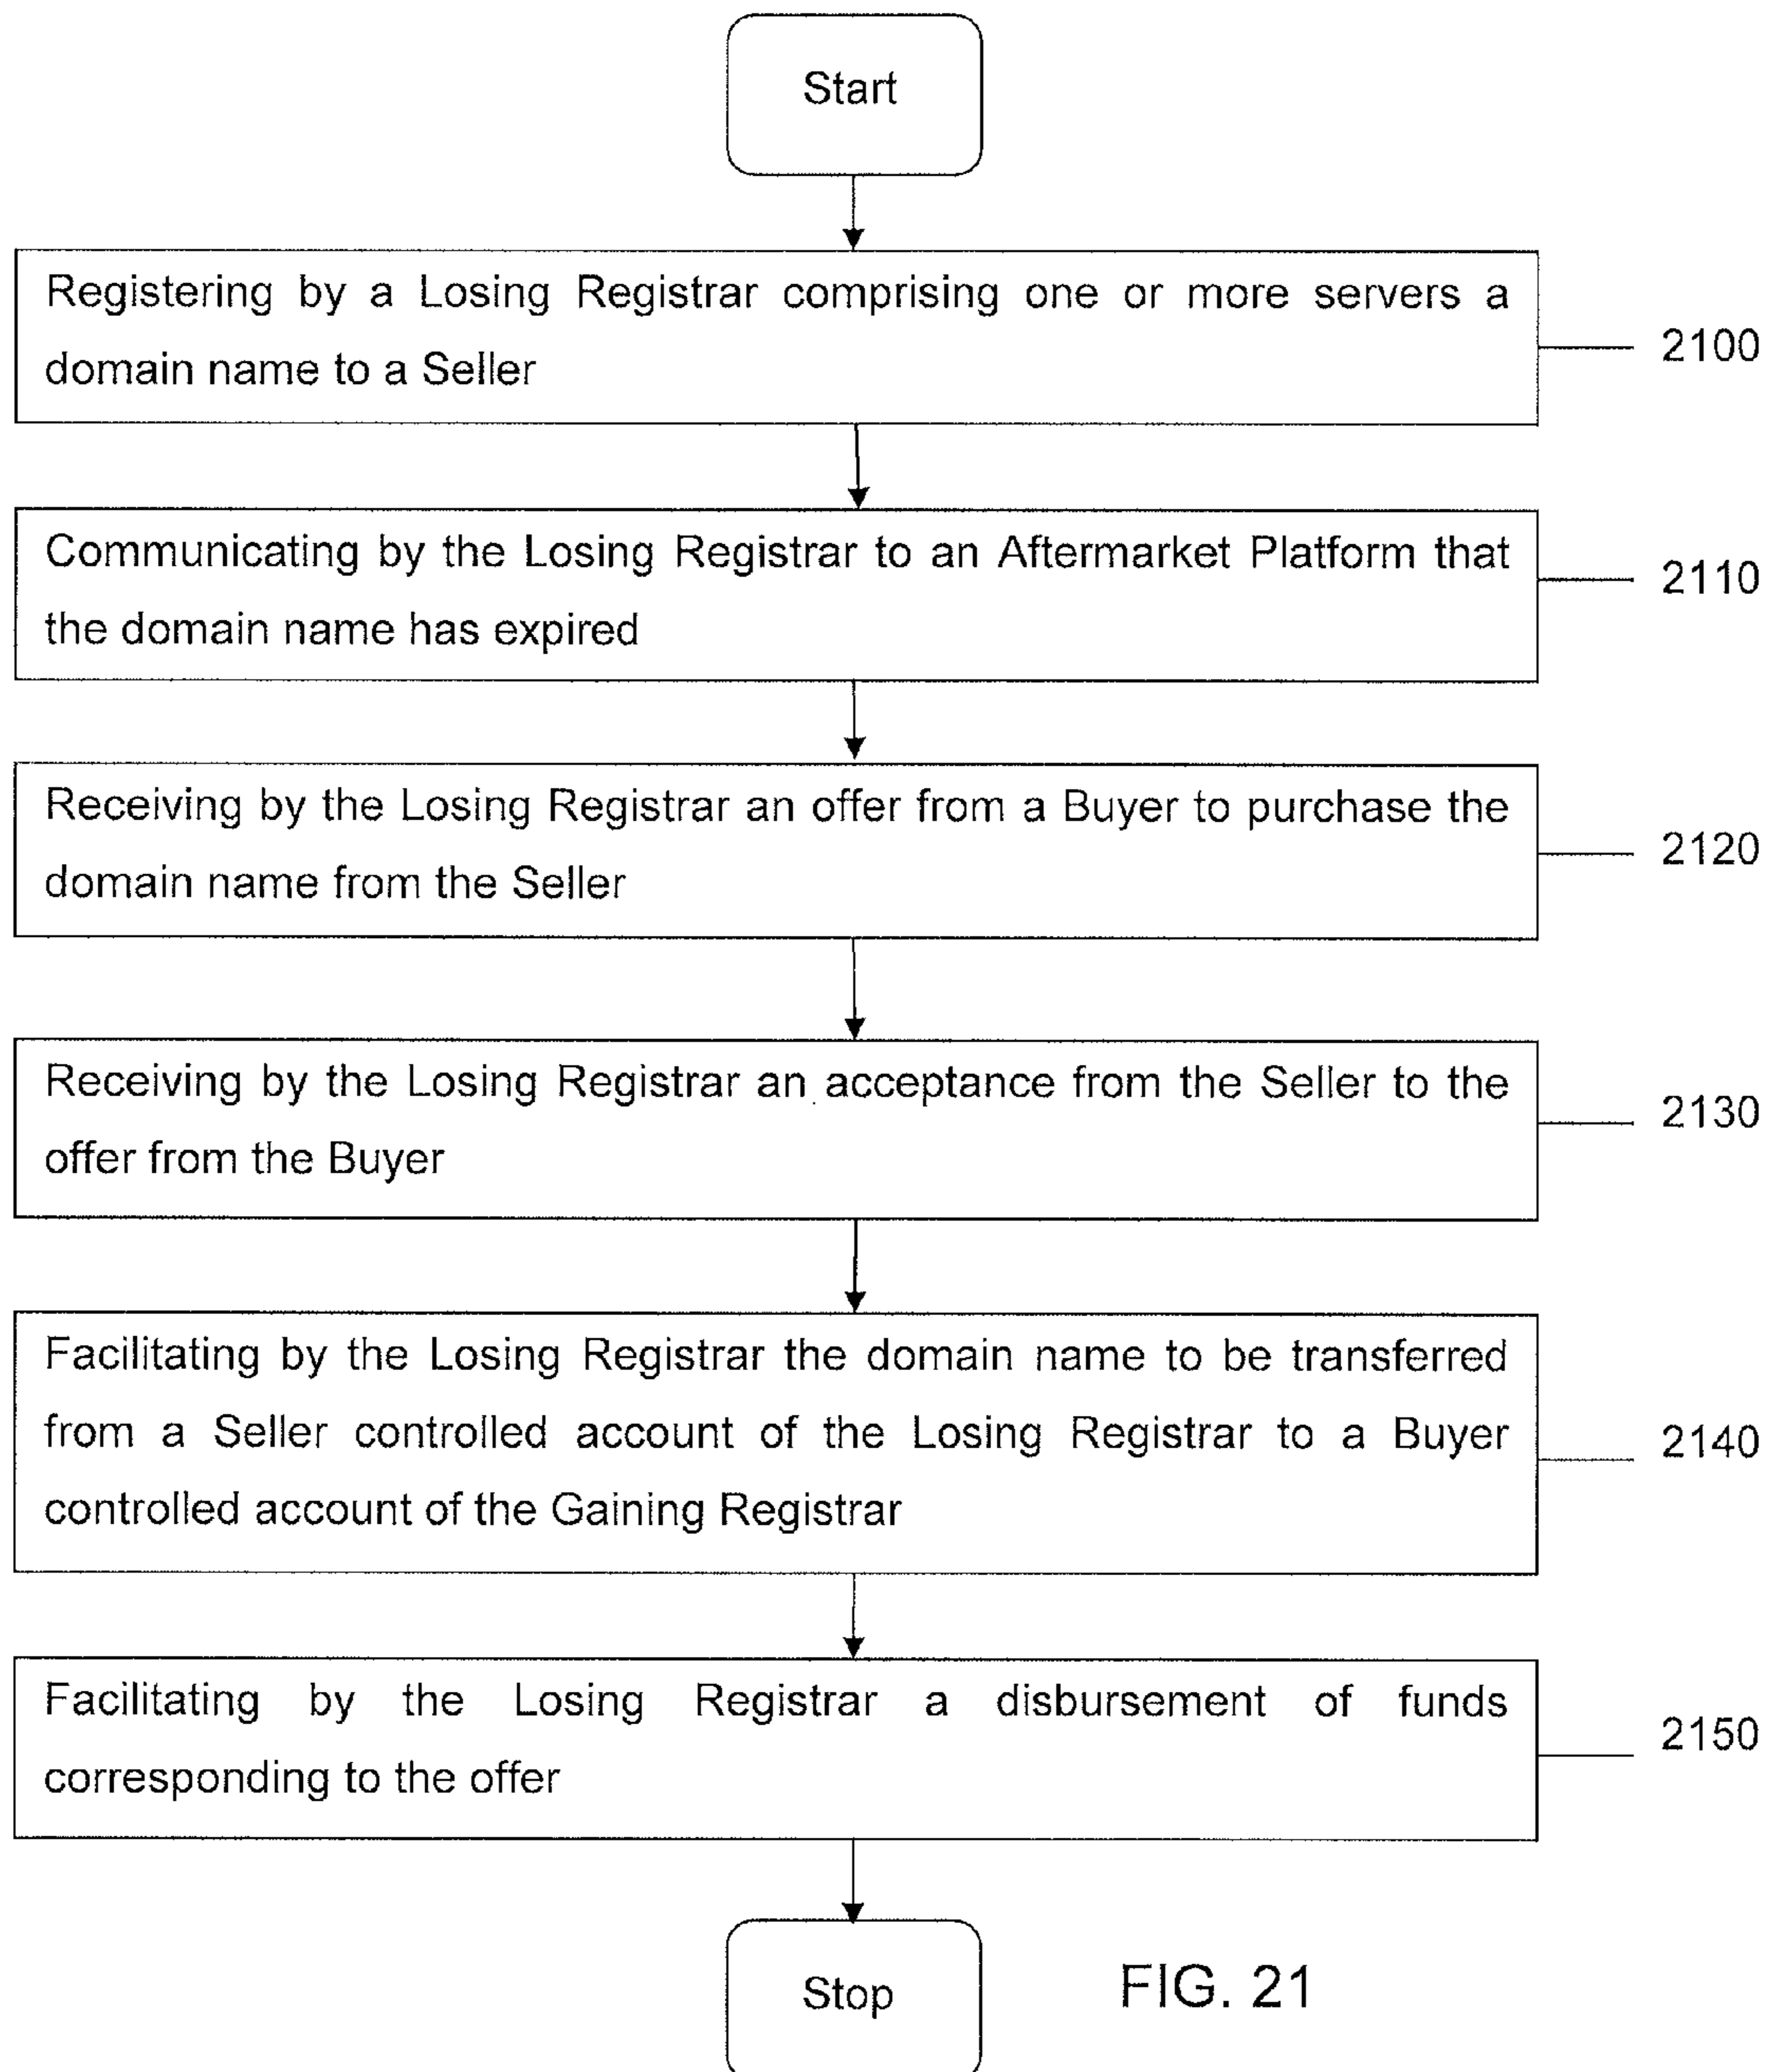 Start
Registering by a Losing Registrar comprising one or more servers a
domain name to a Seller
2100
Communicating by the Losing Registrar to an Aftermarket Platform that
the domain name has expired
2110
Receiving by the Losing Registrar an offer from a Buyer to purchase the
domain name from the Seller
2120
Receiving by the Losing Registrar an acceptance from the Seller to the
offer from the Buyer
2130
Facilitating by the Losing Registrar the domain name to be transferred
from a Seller controlled account of the Losing Registrar to a Buyer
controlled account of the Gaining Registrar
2140
Facilitating by the Losing Registrar a disbursement of funds
corresponding to the offer
2150
Stop
FIG. 21